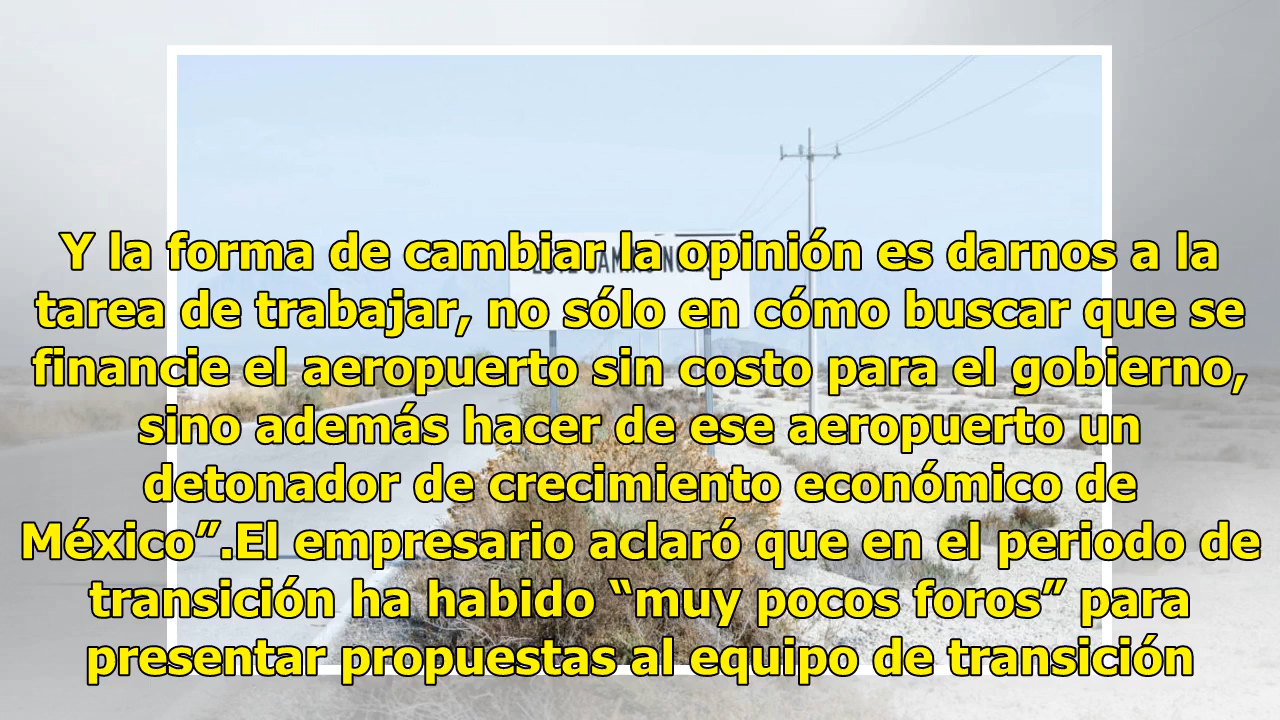 Y la forma de cambiar la opinión es darnos a la
tarea de trabajar, no sólo en cómo buscar que se
financie el aeropuerto sin costo para el gobierno,
sino además hacer de ese aeropuerto un
detonador de crecimiento económico de
México”.El empresario aclaró que en el periodo de
transición ha habido “muy pocos foros” para
presentar propuestas al equipo de transición